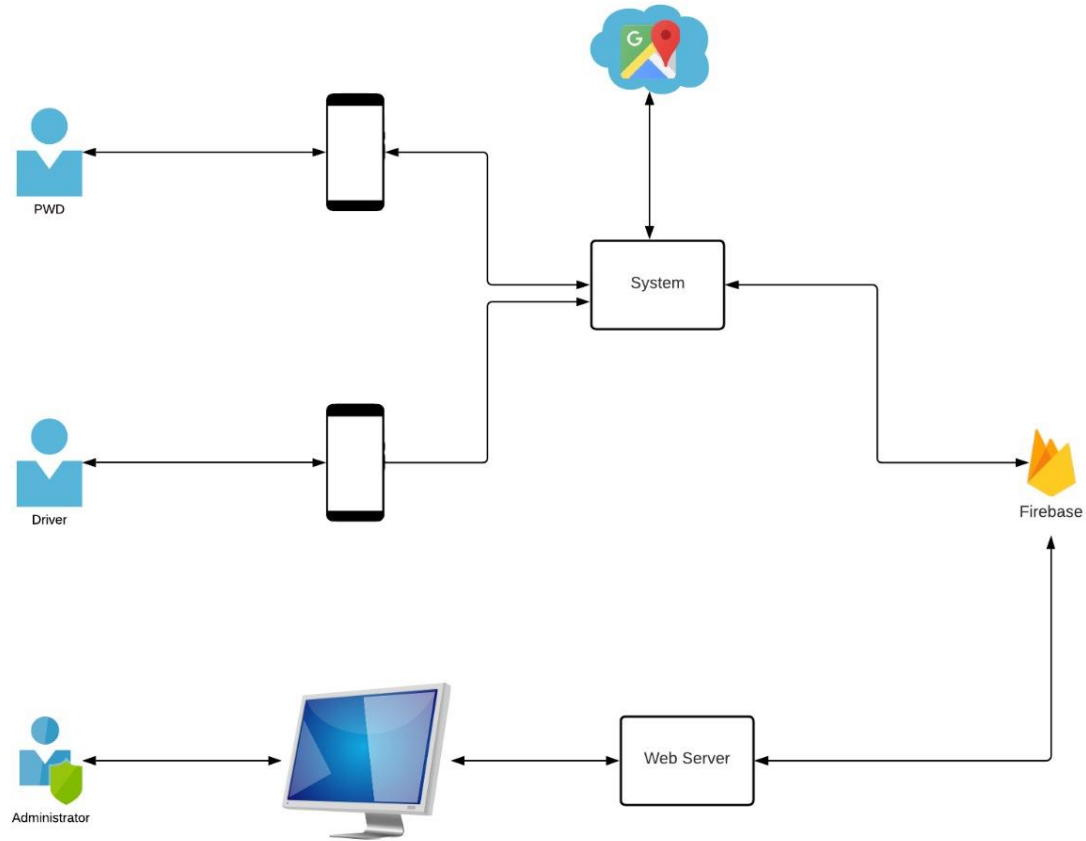 G
PWD
System
Driver
Firebase
Web Server
Administrator